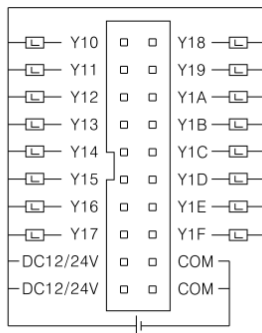 L Y10 Y18 L
L Y11 Y19 L
L Y12 Y1A L
L Y13 Y1B L
L Y14 Y1C L
L Y15 Y1D L
L Y16 Y1E L
L Y17 Y1F L
DC12/24V COM
DC12/24V COM